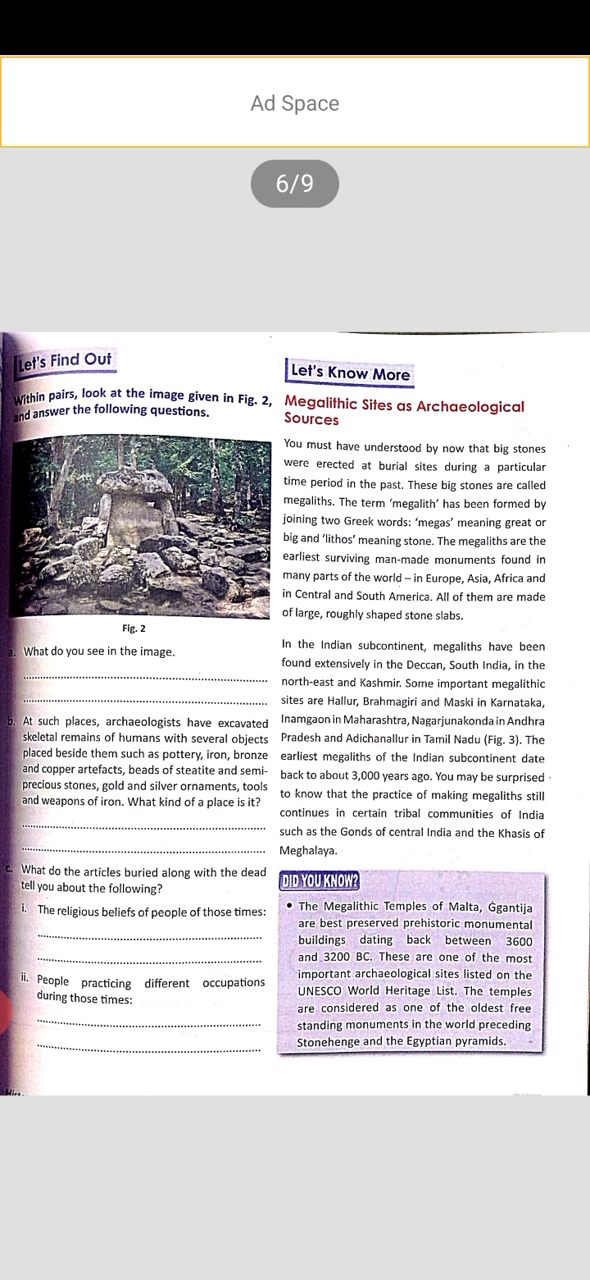 Ad Space
6/9
Let's Find Out
Within pairs, look at the image given in Fig. 2,
and answer the following questions.
Fig. 2
a. What do you see in the image.
b. At such places, archaeologists have excavated
skeletal remains of humans with several objects
placed beside them such as pottery, iron, bronze
and copper artefacts, beads of steatite and semi-
precious stones, gold and silver ornaments, tools
and weapons of iron. What kind of a place is it?
c. What do the articles buried along with the dead
tell you about the following?
i. The religious beliefs of people of those times:
ii. People practicing different occupations
during those times:
Let's Know More
Megalithic Sites as Archaeological
Sources
You must have understood by now that big stones
were erected at burial sites during a particular
time period in the past. These big stones are called
megaliths. The term ‘megalith’ has been formed by
joining two Greek words: ‘megas’ meaning great or
big and ‘lithos’ meaning stone. The megaliths are the
earliest surviving man-made monuments found in
many parts of the world – in Europe, Asia, Africa and
in Central and South America. All of them are made
of large, roughly shaped stone slabs.
In the Indian subcontinent, megaliths have been
found extensively in the Deccan, South India, in the
north-east and Kashmir. Some important megalithic
sites are Hallur, Brahmagiri and Maski in Karnataka,
Inamgaon in Maharashtra, Nagarjunakonda in Andhra
Pradesh and Adichanallur in Tamil Nadu (Fig. 3). The
earliest megaliths of the Indian subcontinent date
back to about 3,000 years ago. You may be surprised
to know that the practice of making megaliths still
continues in certain tribal communities of India
such as the Gonds of central India and the Khasis of
Meghalaya.
DID YOU KNOW?
• The Megalithic Temples of Malta, Ġgantija
are best preserved prehistoric monumental
buildings dating back between 3600
and 3200 BC. These are one of the most
important archaeological sites listed on the
UNESCO World Heritage List. The temples
are considered as one of the oldest free
standing monuments in the world preceding
Stonehenge and the Egyptian pyramids.